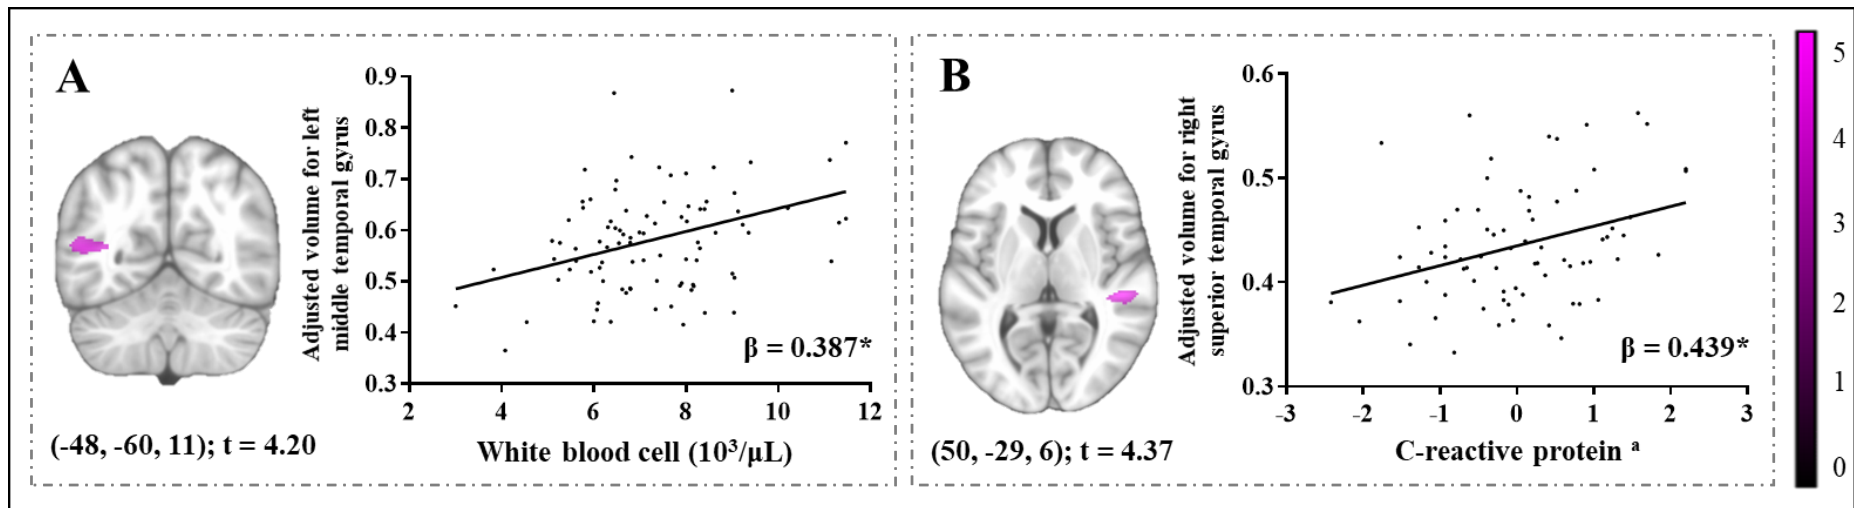 A
Adjusted volume for left
middle temporal gyrus
0.9
0.8
0.7
0.6
0.5
0.4
0.3
β = 0.387*
2 4 6 8 10 12
(-48, -60, 11); t = 4.20
White blood cell (10³/μL)
B
Adjusted volume for right
superior temporal gyrus
0.6
0.5
0.4
0.3
β = 0.439*
-3 -2 -1 0 1 2 3
(50, -29, 6); t = 4.37
C-reactive protein ᵃ
5
4
3
2
1
0